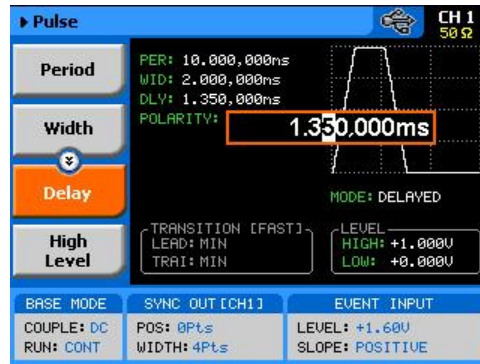 Pulse
CH 1
50 Ω
Period
PER: 10.000,000ms
WID: 2.000,000ms
DLY: 1.350,000ms
Width
POLARITY:
1.350,000ms
Delay
MODE: DELAYED
High
Level
TRANSITION [FAST]
LEAD: MIN
TRAI: MIN
LEVEL
HIGH: +1.000V
LOW: +0.000V
BASE MODE
COUPLE: DC
RUN: CONT
SYNC OUT [CH1]
POS: 0Pts
WIDTH: 4Pts
EVENT INPUT
LEVEL: +1.60V
SLOPE: POSITIVE